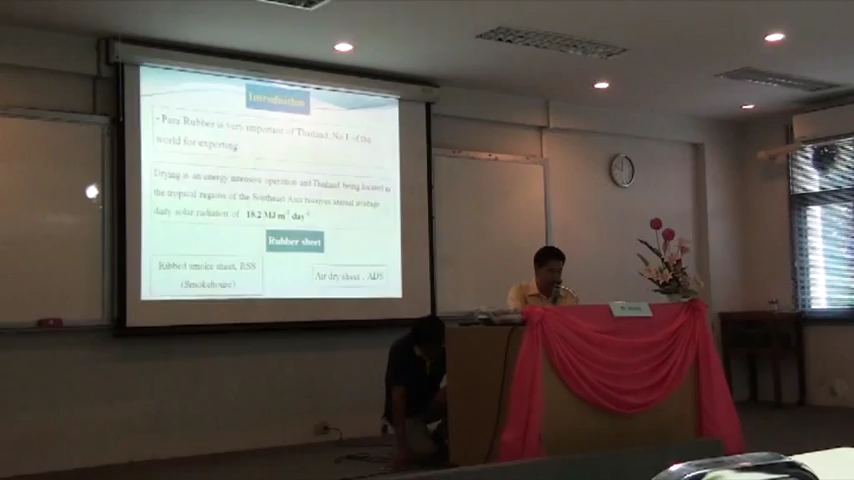 Introduction
- Para Rubber is very important of Thailand, No.1 of the
world for exporting
Drying is an energy intensive operation and Thailand being located in
the tropical regions of the Southeast Asia receives annual average
daily solar radiation of 18.2 MJ m⁻² day⁻¹
Rubber sheet
Ribbed smoke sheet, RSS
(Smokehouse)
Air dry sheet , ADS